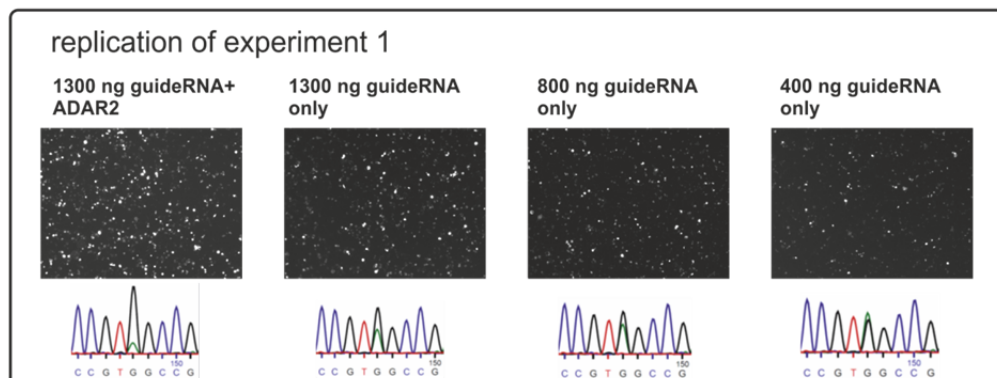 replication of experiment 1
1300 ng guideRNA+
ADAR2
1300 ng guideRNA
only
800 ng guideRNA
only
400 ng guideRNA
only
150
C C G T G G C C G
150
C C G T G G C C G
150
C C G T G G C C G
150
C C G T G G C C G